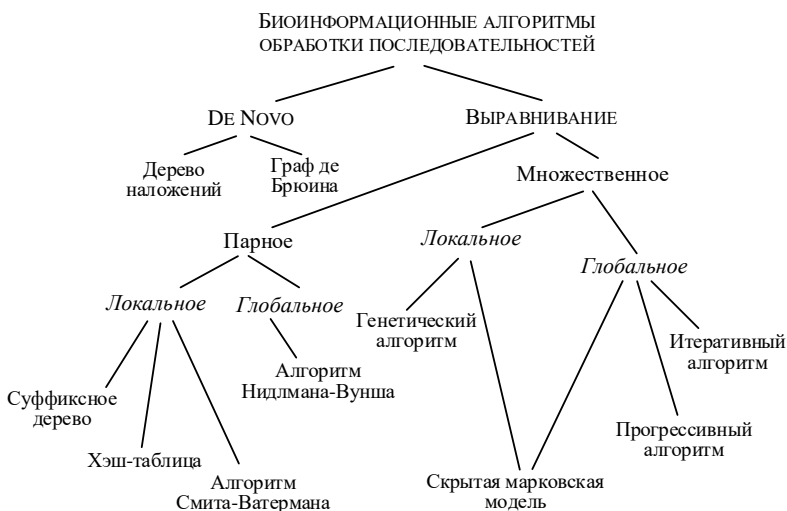 Биоинформационные алгоритмы
обработки последовательностей
De Novo
Выравнивание
Дерево
наложений
Граф де
Брюина
Множественное
Парное
Локальное
Глобальное
Локальное
Глобальное
Генетический
алгоритм
Итеративный
алгоритм
Алгоритм
Нидлмана-Вунша
Суффиксное
дерево
Прогрессивный
алгоритм
Хэш-таблица
Алгоритм
Смита-Ватермана
Скрытая марковская
модель